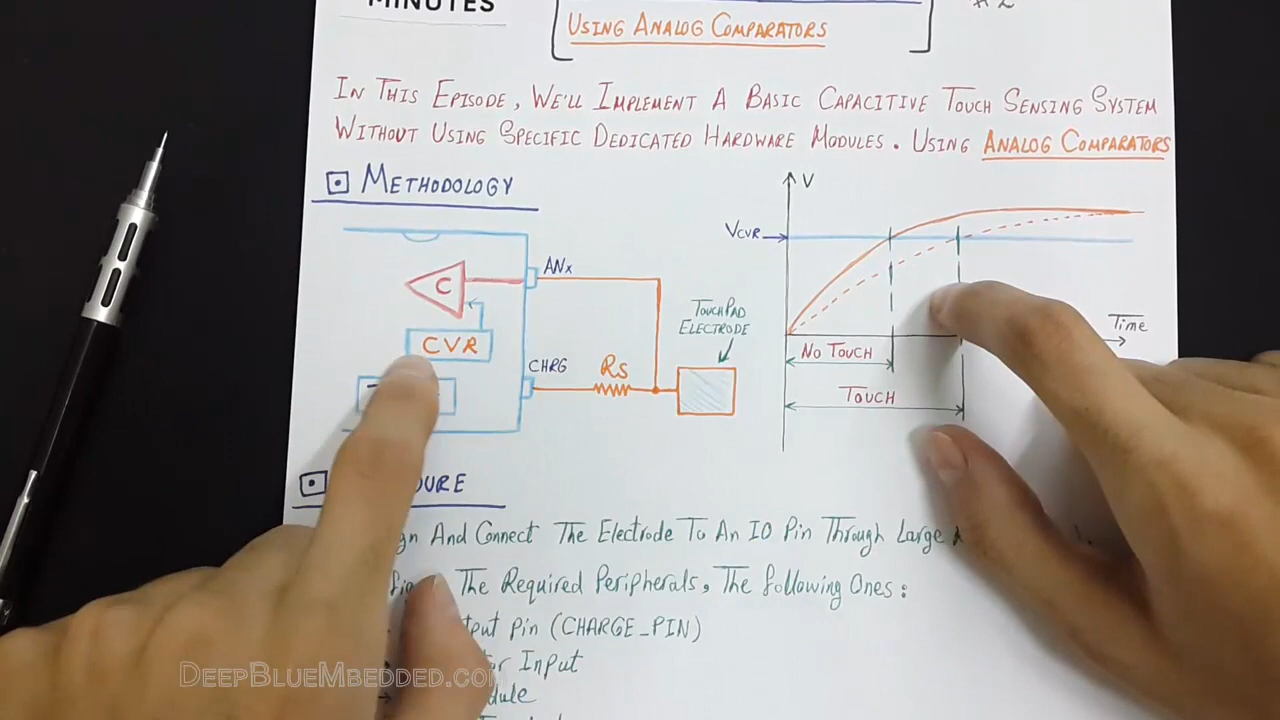 MINUTES
USING ANALOG COMPARATORS
IN THIS EPISODE, WE'LL IMPLEMENT A BASIC CAPACITIVE TOUCH SENSING SYSTEM
WITHOUT USING SPECIFIC DEDICATED HARDWARE MODULES. USING ANALOG COMPARATORS
METHODOLOGY
C
ANx
CVR
CHRG
RS
TOUCHPAD
ELECTRODE
V
VCVR
TIME
NO TOUCH
TOUCH
And Connect The Electrode To An IO Pin Through Large
The Required Peripherals, The Following Ones:
Pin (CHARGE_PIN)
Input
DEEPBLUEMBEDDED.COM